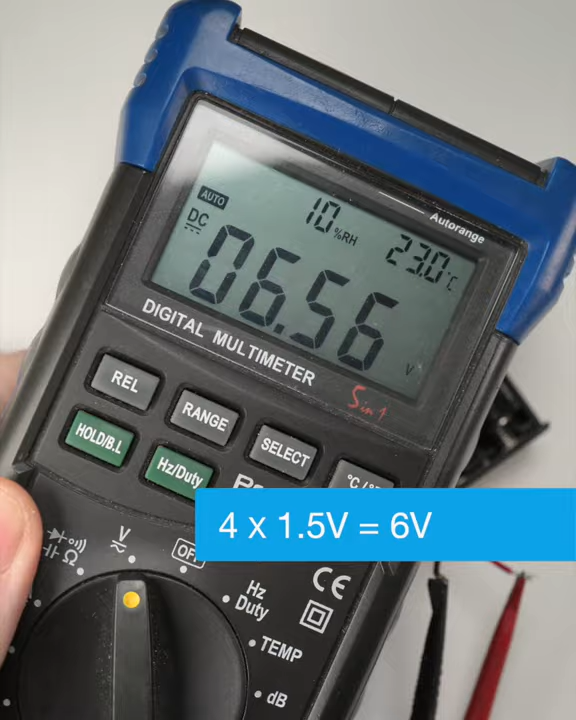 AUTO
10 %RH
23.0 °C
Autorange
DC
06.56 V
DIGITAL MULTIMETER
5 in 1
REL
RANGE
SELECT
HOLD/B.L
Hz/Duty
4 x 1.5V = 6V
V
OFF
Ω
Hz
Duty
CE
TEMP
dB